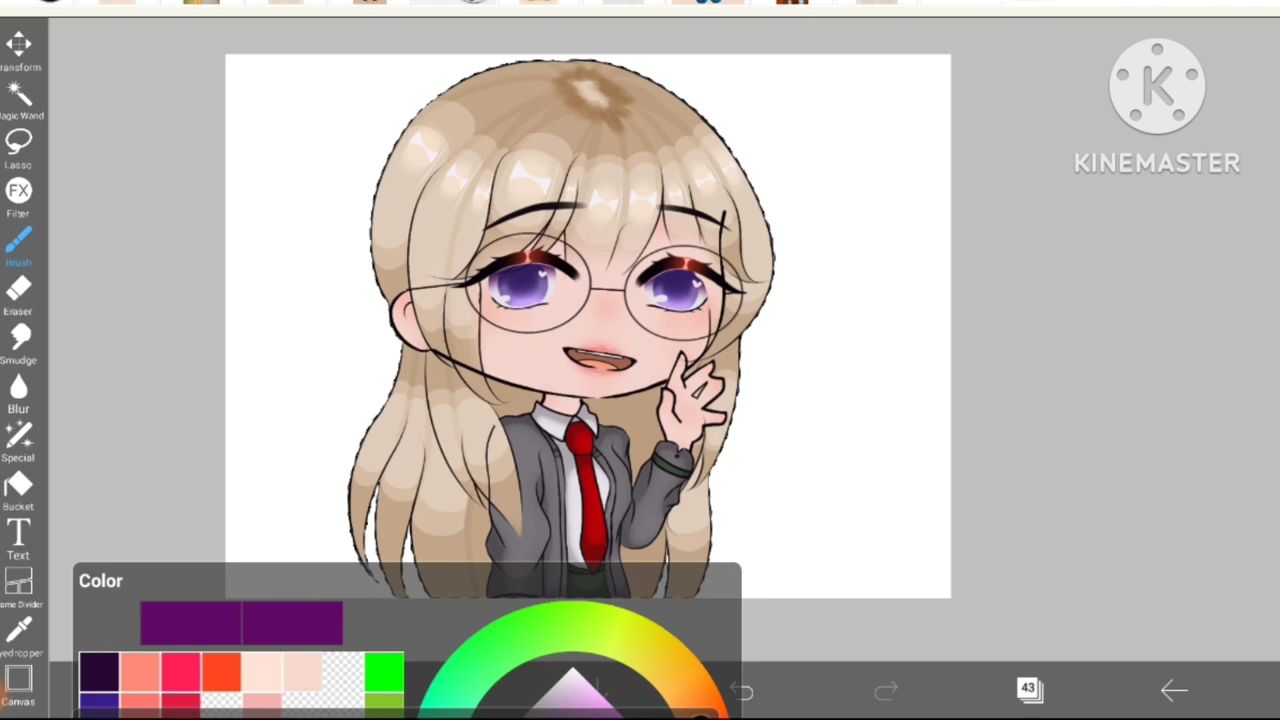 ransform
lagic Wand
Lasso
FX
Filter
Brush
Eraser
Smudge
Blur
Special
Bucket
T
Text
ame Divider
yedropper
Canvas
Color
43
K
KINEMASTER